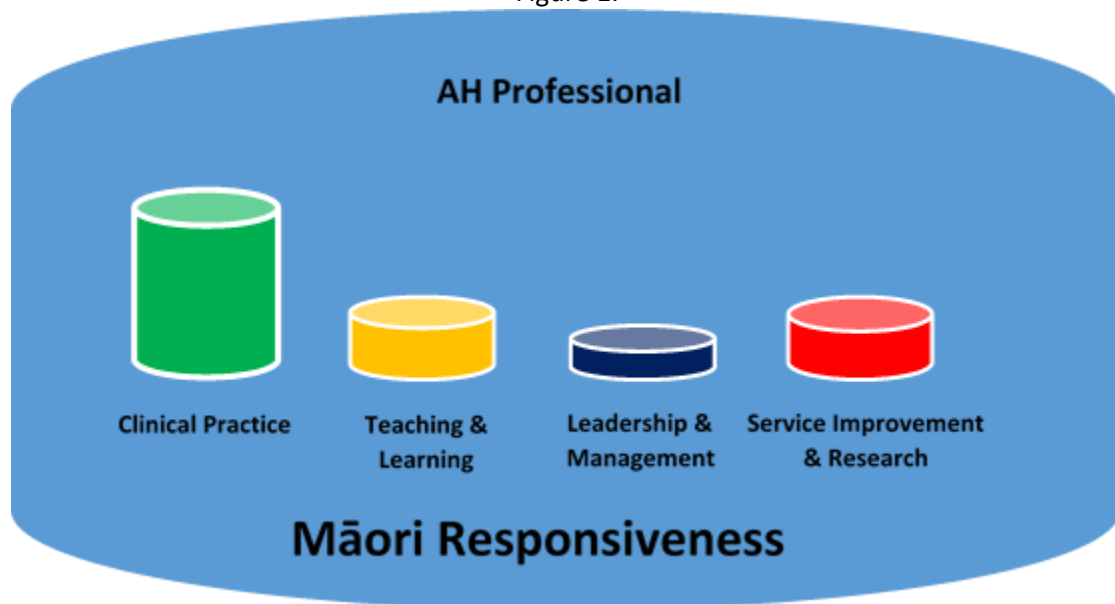 AH Professional
Clinical Practice
Teaching &
Learning
Leadership &
Management
Service Improvement
& Research
Māori Responsiveness